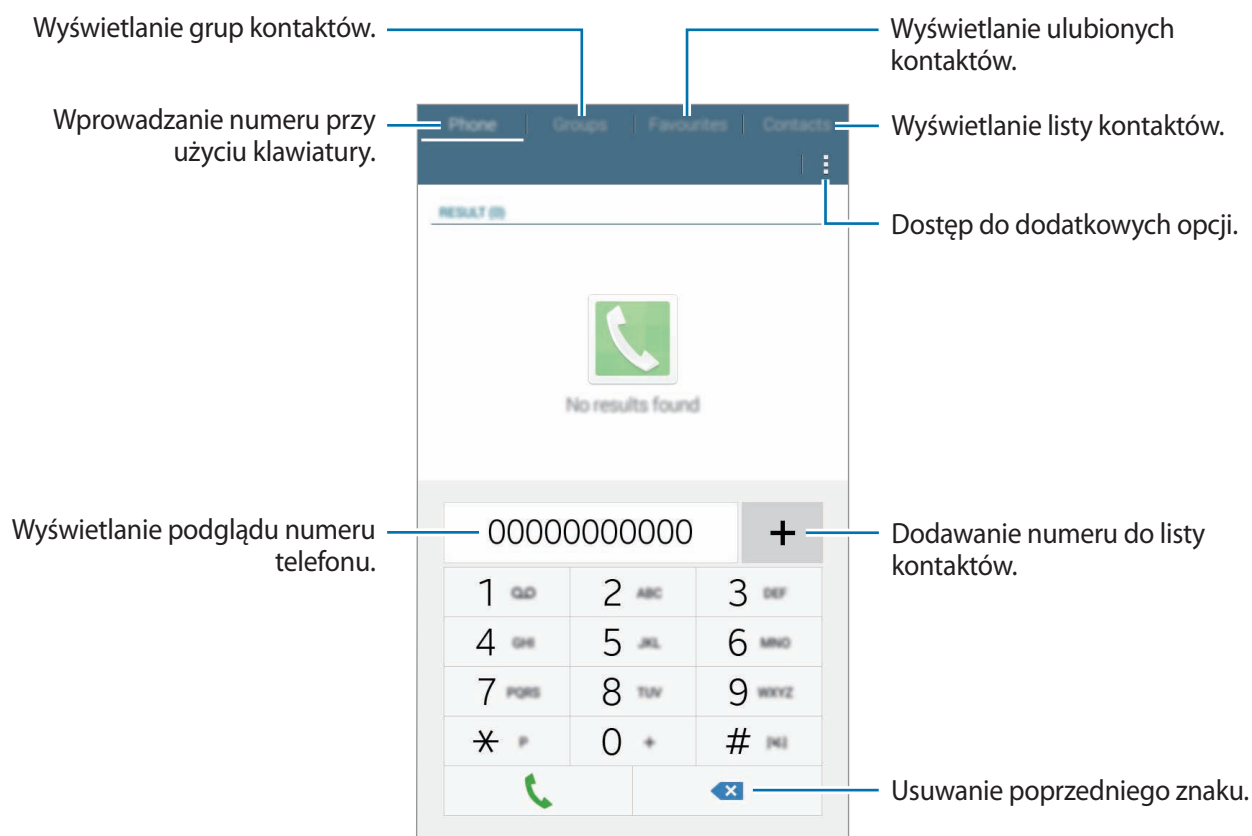 Wyświetlanie grup kontaktów.
Wyświetlanie ulubionych
kontaktów.
Wprowadzanie numeru przy
użyciu klawiatury.
Phone
Groups
Favourites
Contacts
Wyświetlanie listy kontaktów.
RESULT (0)
Dostęp do dodatkowych opcji.
No results found
Wyświetlanie podglądu numeru
telefonu.
00000000000
+
Dodawanie numeru do listy
kontaktów.
1
2 ABC
3 DEF
4 GHI
5 JKL
6 MNO
7 PQRS
8 TUV
9 WXYZ
* P
0 +
#
Usuwanie poprzedniego znaku.